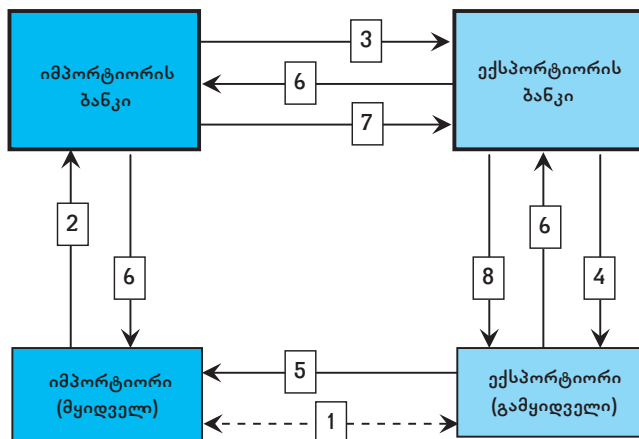 3
იმპორტიორის
ბანკი
6
ექსპორტიორის
ბანკი
7
2
6
6
8
4
იმპორტიორი
(მყიდველი)
5
ექსპორტიორი
(გამყიდველი)
1